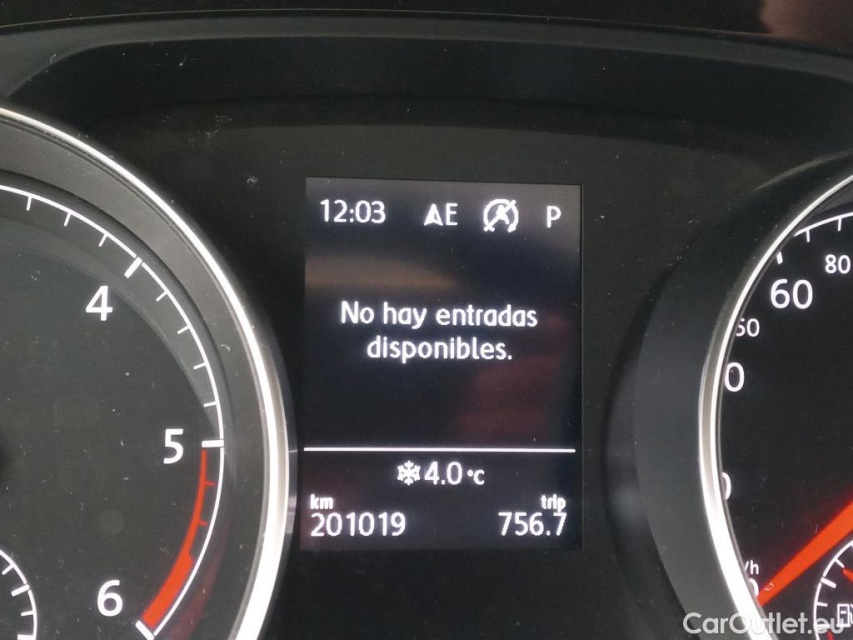 12:03 AE P
No hay entradas
disponibles.
4.0 °C
km trip
201019 756.7
4
5
6
80
60
50
CarOutlet.eu